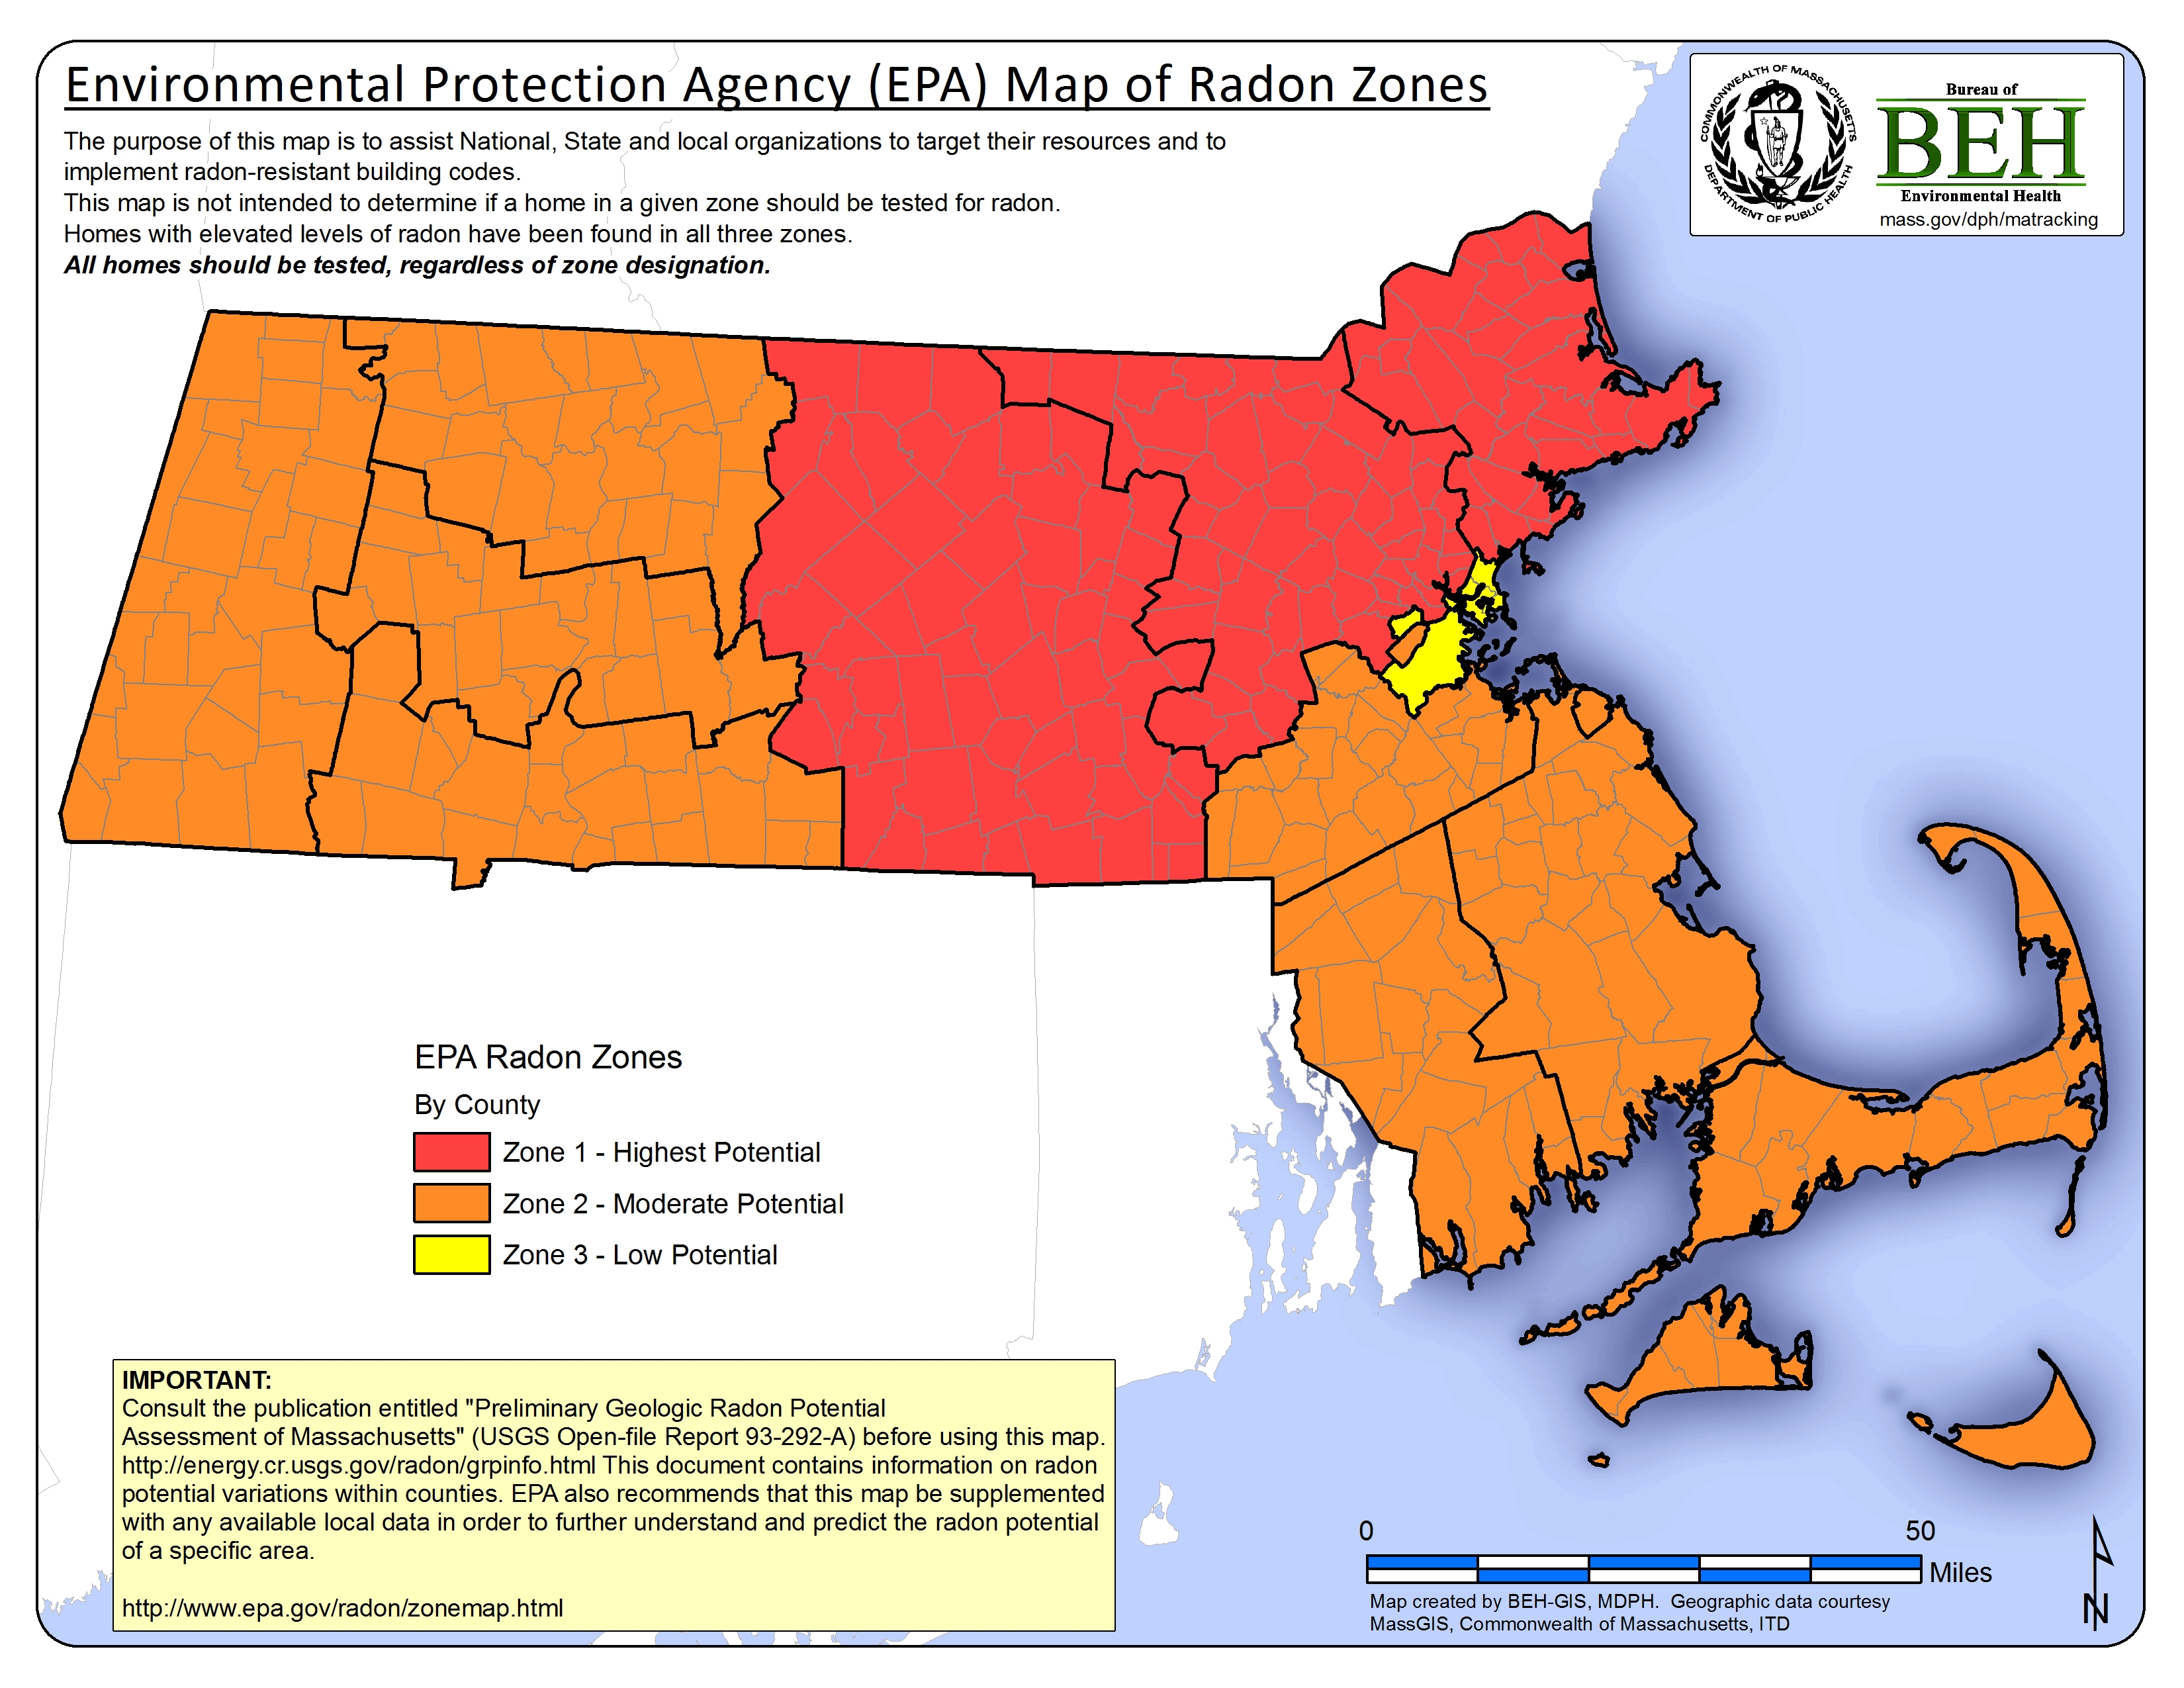 Environmental Protection Agency (EPA) Map of Radon Zones
The purpose of this map is to assist National, State and local organizations to target their resources and to
implement radon-resistant building codes.
This map is not intended to determine if a home in a given zone should be tested for radon.
Homes with elevated levels of radon have been found in all three zones.
All homes should be tested, regardless of zone designation.
COMMONWEALTH OF MASSACHUSETTS
DEPARTMENT OF PUBLIC HEALTH
Bureau of
BEH
Environmental Health
mass.gov/dph/matracking
EPA Radon Zones
By County
Zone 1 - Highest Potential
Zone 2 - Moderate Potential
Zone 3 - Low Potential
IMPORTANT:
Consult the publication entitled "Preliminary Geologic Radon Potential
Assessment of Massachusetts" (USGS Open-file Report 93-292-A) before using this map.
http://energy.cr.usgs.gov/radon/grpinfo.html This document contains information on radon
potential variations within counties. EPA also recommends that this map be supplemented
with any available local data in order to further understand and predict the radon potential
of a specific area.
http://www.epa.gov/radon/zonemap.html
0 50
Miles
Map created by BEH-GIS, MDPH. Geographic data courtesy
MassGIS, Commonwealth of Massachusetts, ITD
N